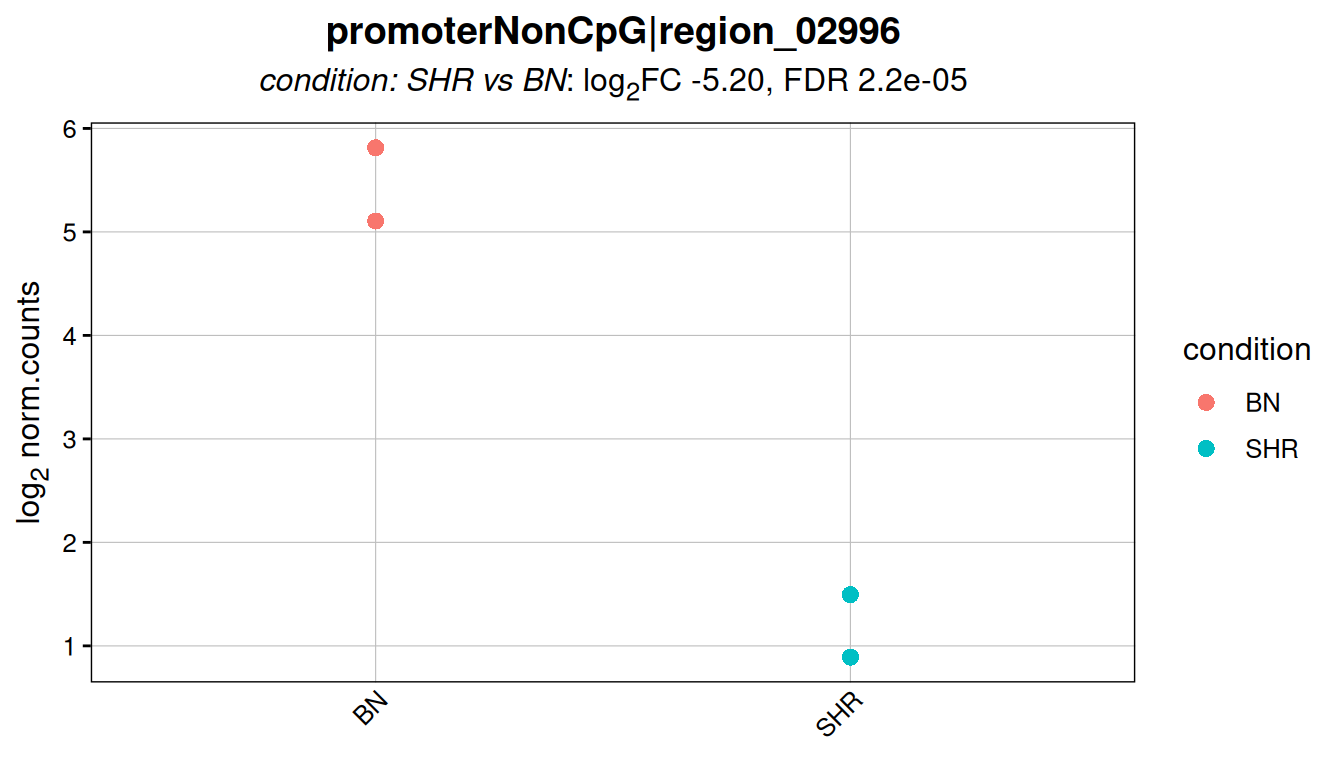 promoterNonCpG|region_02996
condition: SHR vs BN: log2FC -5.20, FDR 2.2e-05
log2 norm.counts
6
5
4
3
2
1
BN
SHR
condition
BN
SHR